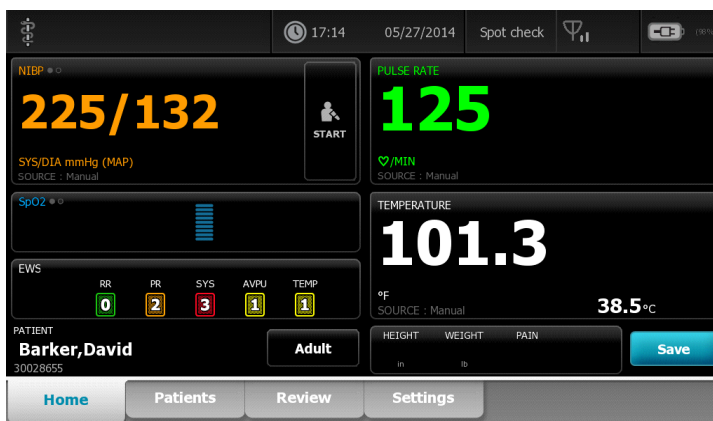 17:14 05/27/2014 Spot check (98%
NIBP
225/132
START
SYS/DIA mmHg (MAP)
SOURCE : Manual
PULSE RATE
125
/MIN
SOURCE : Manual
SpO2
TEMPERATURE
101.3
°F
SOURCE : Manual
38.5°C
EWS
RR PR SYS AVPU TEMP
0 2 3 1 1
PATIENT
Barker,David
30028655
Adult
HEIGHT WEIGHT PAIN
in lb
Save
Home Patients Review Settings